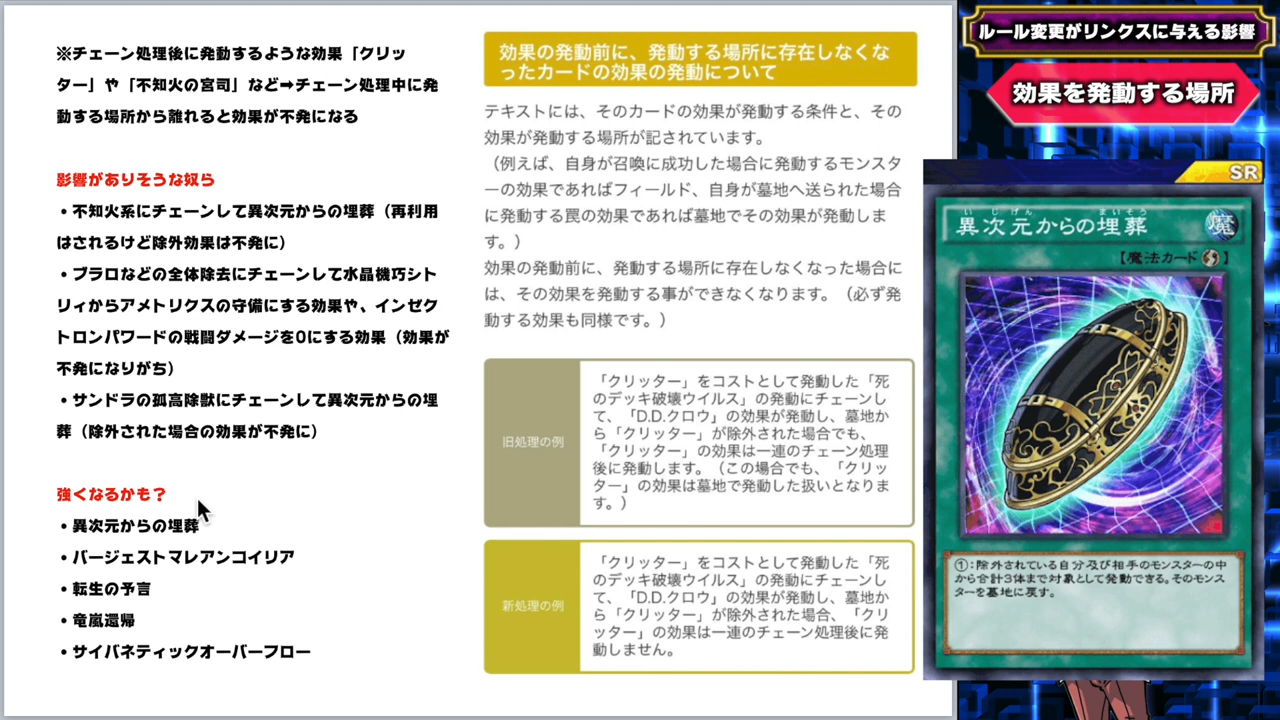 ※チェーン処理後に発動するような効果「クリッ
ター」や「不知火の宮司」など➡チェーン処理中に発
動する場所から離れると効果が不発になる
影響がありそうな奴ら
・不知火系にチェーンして異次元からの埋葬（再利用
はされるけど除外効果は不発に）
・ブラロなどの全体除去にチェーンして水晶機巧シト
リィからアメトリクスの守備にする効果や、インゼク
トロンパワードの戦闘ダメージを0にする効果（効果が
不発になりがち）
・サンドラの孤高除獣にチェーンして異次元からの埋
葬（除外された場合の効果が不発に）
強くなるかも？
・異次元からの埋葬
・バージェストマレアンコイリア
・転生の予言
・竜嵐還帰
・サイバネティックオーバーフロー
効果の発動前に、発動する場所に存在しなくな
ったカードの効果の発動について
テキストには、そのカードの効果が発動する条件と、その
効果が発動する場所が記されています。
（例えば、自身が召喚に成功した場合に発動するモンスタ
ーの効果であればフィールド、自身が墓地へ送られた場合
に発動する罠の効果であれば墓地でその効果が発動しま
す。）
効果の発動前に、発動する場所に存在しなくなった場合に
は、その効果を発動する事ができなくなります。（必ず発
動する効果も同様です。）
旧処理の例
「クリッター」をコストとして発動した「死
のデッキ破壊ウイルス」の発動にチェーンし
て、「D.D.クロウ」の効果が発動し、墓地か
ら「クリッター」が除外された場合でも、
「クリッター」の効果は一連のチェーン処理
後に発動します。（この場合でも、「クリッ
ター」の効果は墓地で発動した扱いとなりま
す。）
新処理の例
「クリッター」をコストとして発動した「死
のデッキ破壊ウイルス」の発動にチェーンし
て、「D.D.クロウ」の効果が発動し、墓地か
ら「クリッター」が除外された場合、「クリ
ッター」の効果は一連のチェーン処理後に発
動しません。
ルール変更がリンクスに与える影響
効果を発動する場所
SR
いじげん まいそう
異次元からの埋葬
魔
【魔法カード】
①：除外されている自分及び相手のモンスターの中
から合計3体まで対象として発動できる。そのモンス
ターを墓地に戻す。